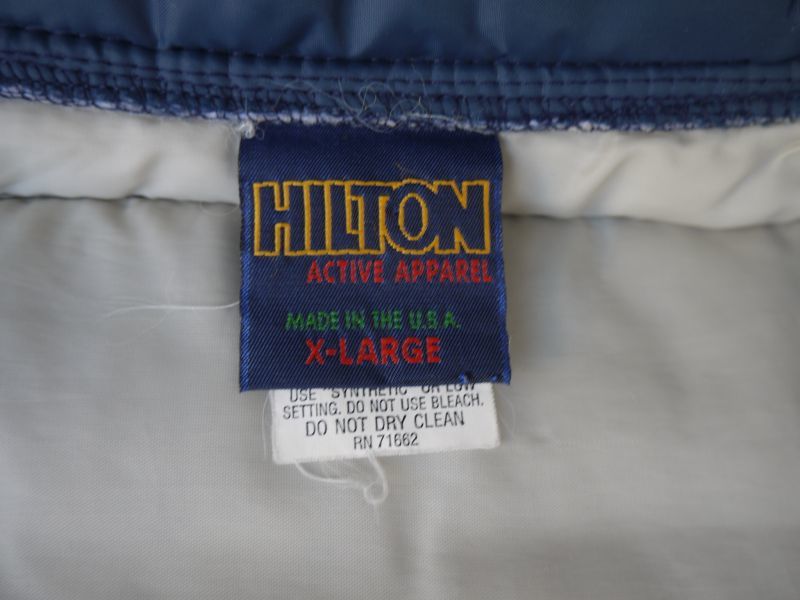 HILTON
ACTIVE APPAREL
MADE IN THE U.S.A.
X-LARGE
USE "SYNTHETIC" OR LOW
SETTING. DO NOT USE BLEACH.
DO NOT DRY CLEAN
RN 71662